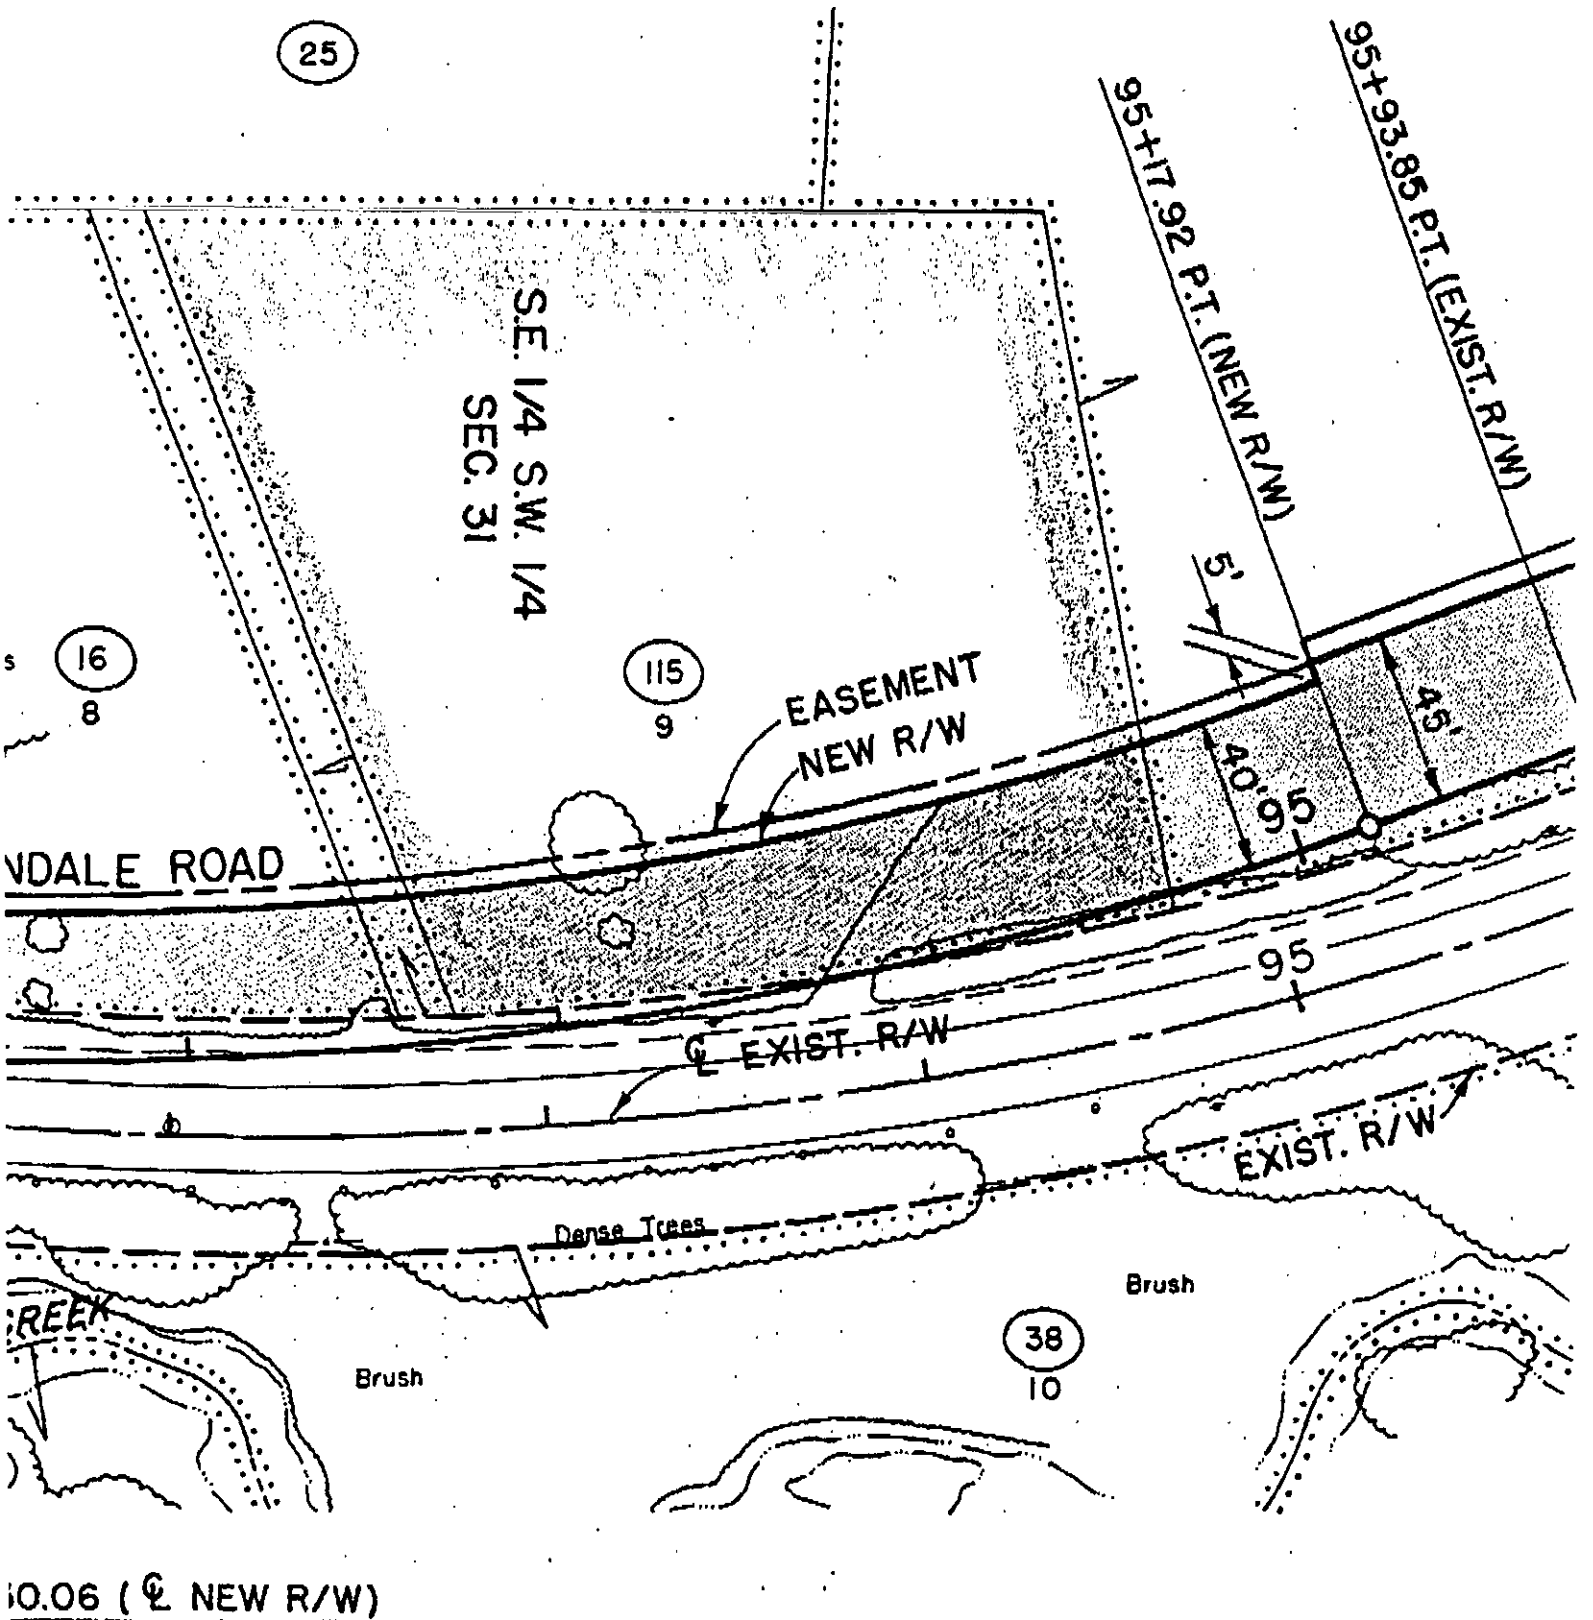 25
95+17.92 P.T. (NEW R/W)
95+93.85 P.T. (EXIST. R/W)
S.E. 1/4 S.W. 1/4
SEC. 31
5'
s
16
8
115
9
EASEMENT
NEW R/W
45'
40'
95
NDALE ROAD
95
℄ EXIST. R/W
EXIST. R/W
Dense Trees
Brush
REEK
38
10
Brush
10.06 (℄ NEW R/W)